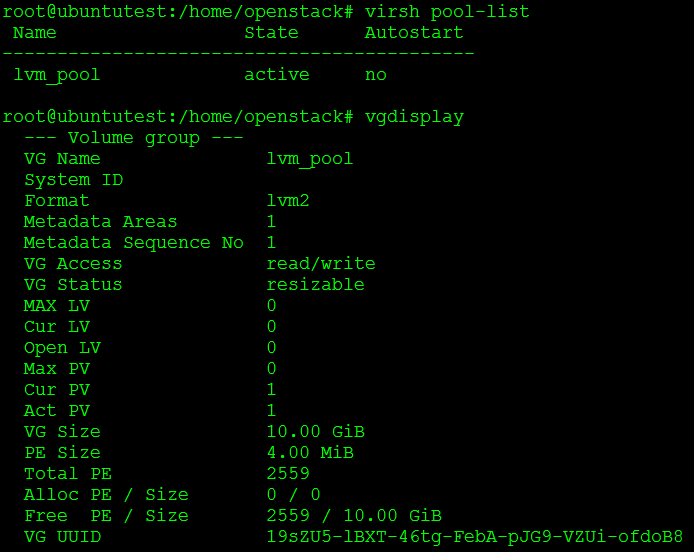 root@ubuntutest:/home/openstack# virsh pool-list
 Name                 State      Autostart
-------------------------------------------
 lvm_pool             active     no

root@ubuntutest:/home/openstack# vgdisplay
  --- Volume group ---
  VG Name               lvm_pool
  System ID
  Format                lvm2
  Metadata Areas        1
  Metadata Sequence No  1
  VG Access             read/write
  VG Status             resizable
  MAX LV                0
  Cur LV                0
  Open LV               0
  Max PV                0
  Cur PV                1
  Act PV                1
  VG Size               10.00 GiB
  PE Size               4.00 MiB
  Total PE              2559
  Alloc PE / Size       0 / 0
  Free  PE / Size       2559 / 10.00 GiB
  VG UUID               19sZU5-lBXT-46tg-FebA-pJG9-VZUi-ofdoB8